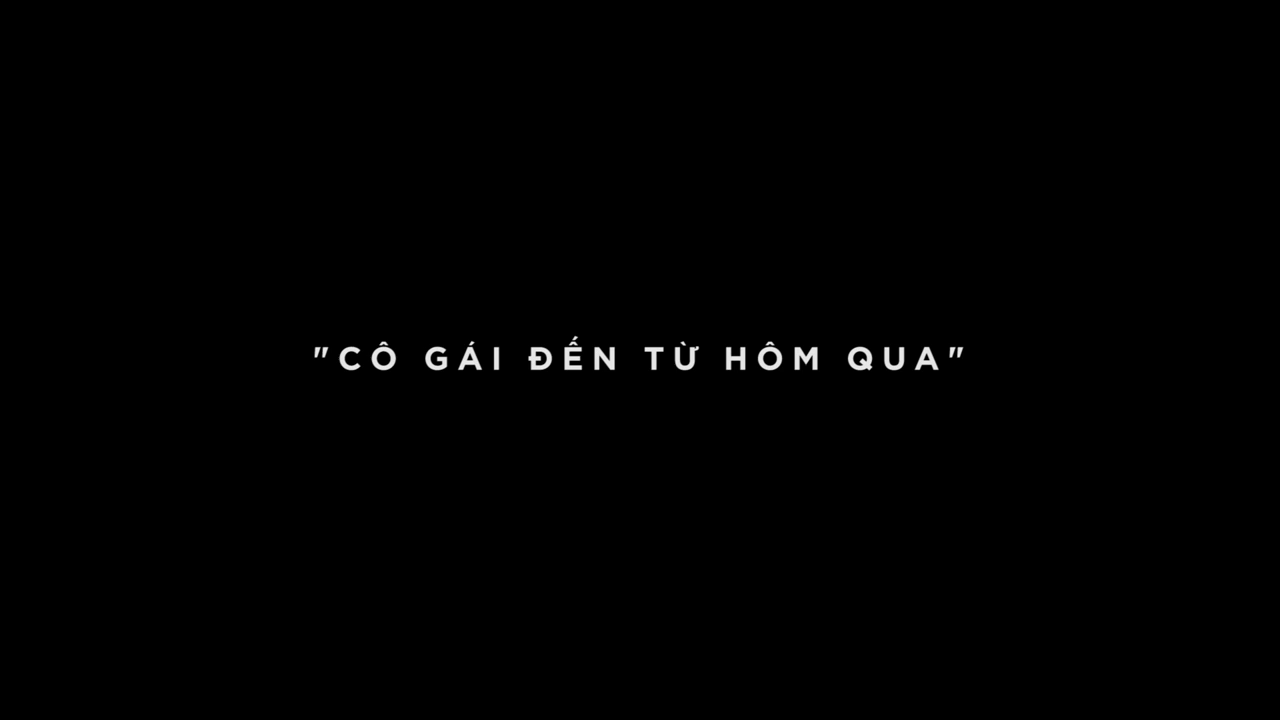 "CÔ GÁI ĐẾN TỪ HÔM QUA"